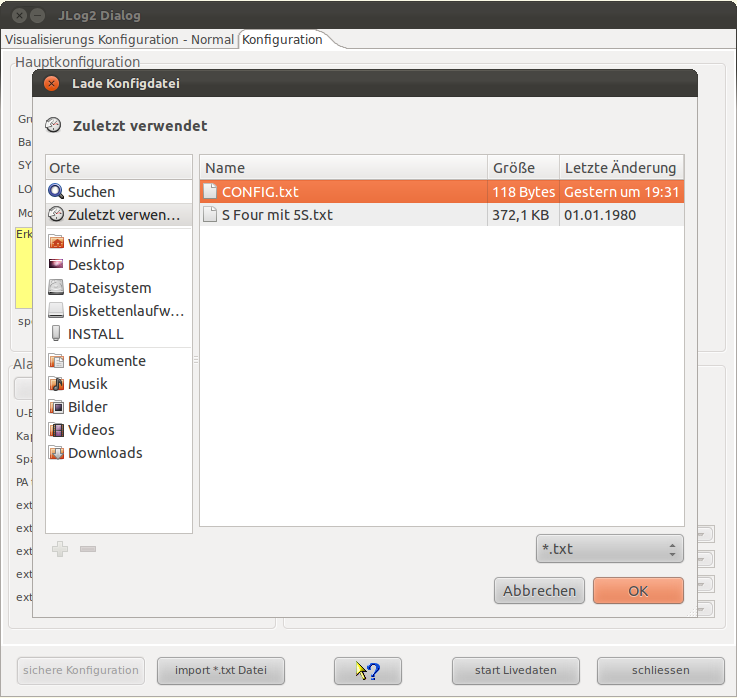 JLog2 Dialog
Visualisierungs Konfiguration - Normal
Konfiguration
Hauptkonfiguration
Lade Konfigdatei
Zuletzt verwendet
Orte
Name
Größe
Letzte Änderung
Suchen
CONFIG.txt
118 Bytes
Gestern um 19:31
Zuletzt verwen...
S Four mit 5S.txt
372,1 KB
01.01.1980
winfried
Desktop
Dateisystem
Diskettenlaufw...
INSTALL
Dokumente
Musik
Bilder
Videos
Downloads
Gru
Ba
SY
LO
Mo
Erk
spe
Ala
U-B
Kap
Spa
PA
ext
ext
ext
ext
ext
*.txt
Abbrechen
OK
sichere Konfiguration
import *.txt Datei
?
start Livedaten
schliessen